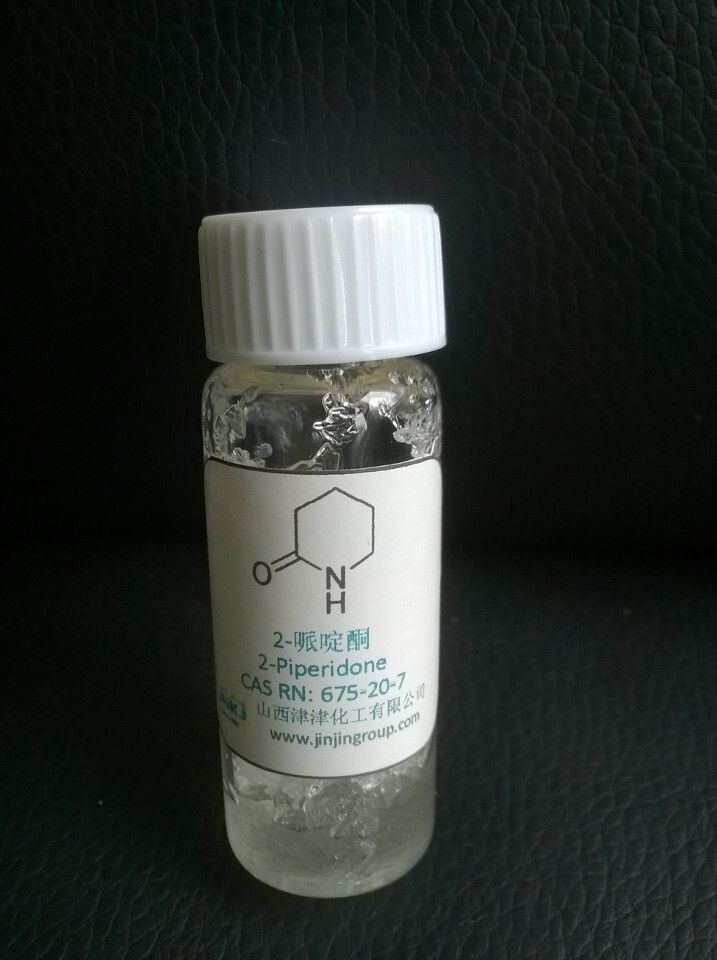 O
N
H
2-哌啶酮
2-Piperidone
CAS RN: 675-20-7
山西津津化工有限公司
www.jinjingroup.com